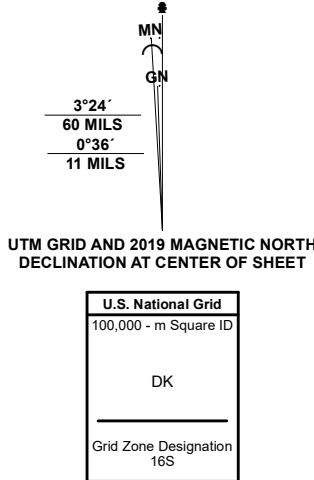 MN
GN
3°24´
60 MILS
0°36´
11 MILS
UTM GRID AND 2019 MAGNETIC NORTH
DECLINATION AT CENTER OF SHEET
U.S. National Grid
100,000 - m Square ID
DK
Grid Zone Designation
16S